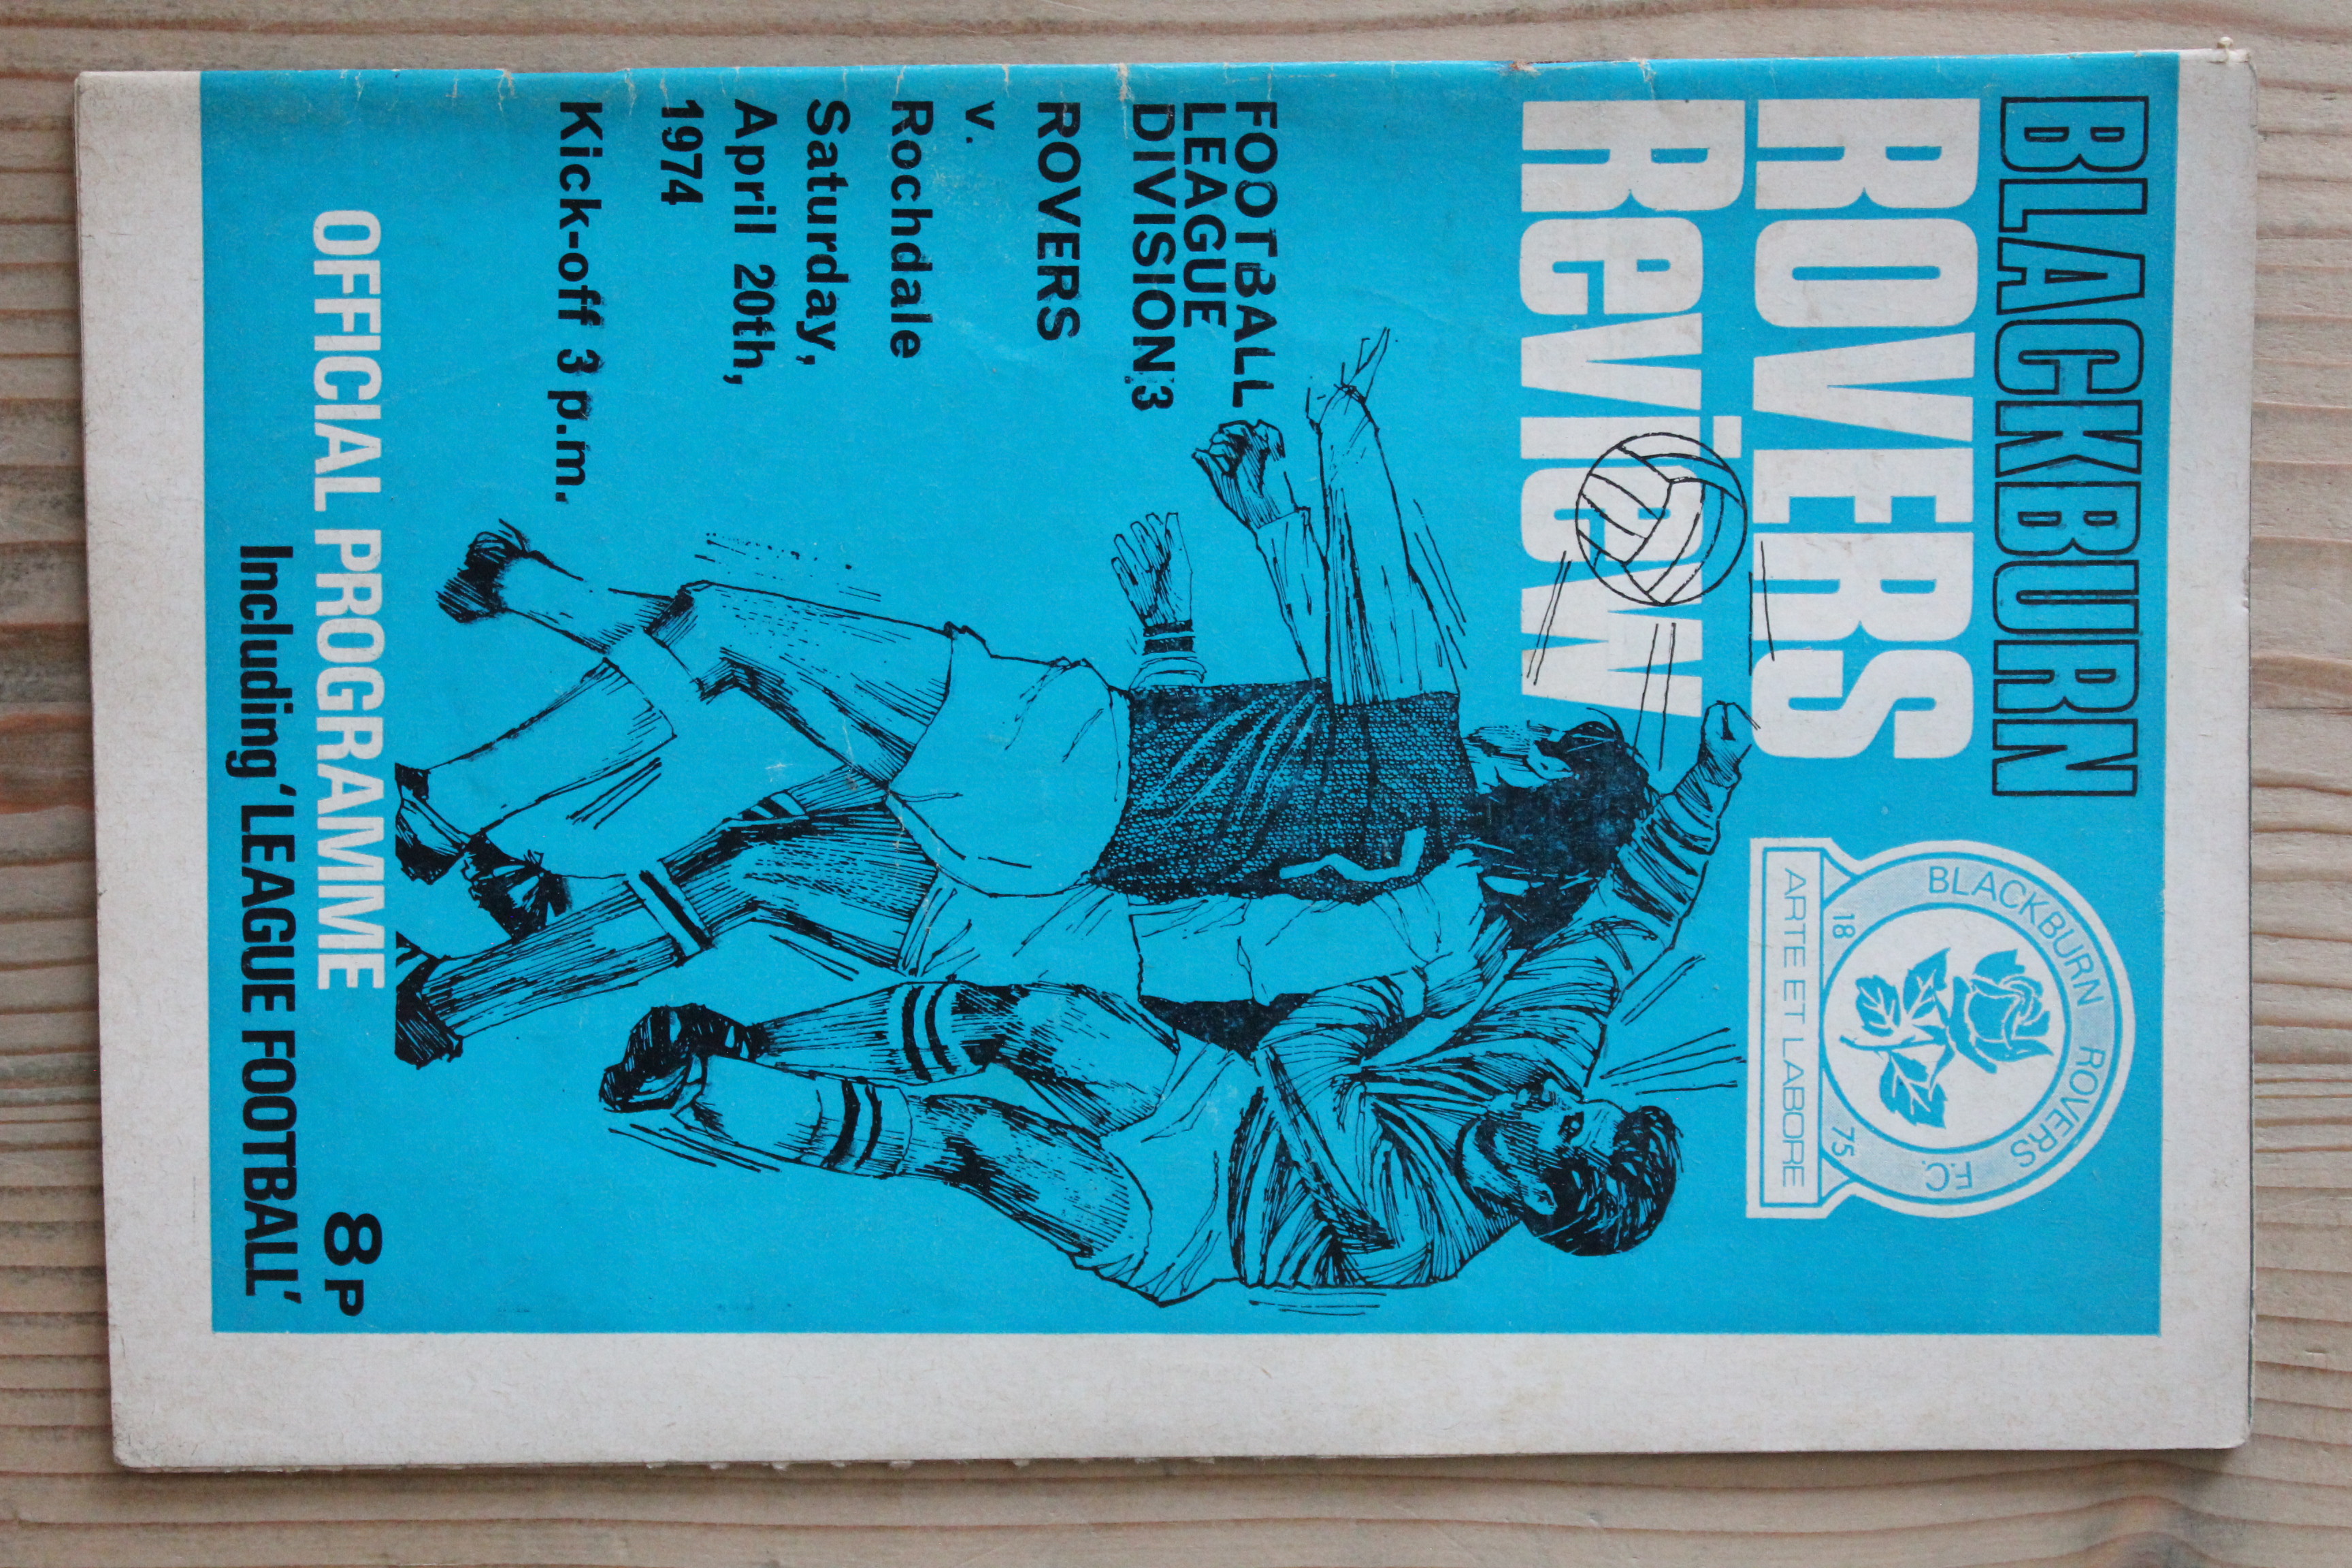 BLACKBURN
ROVERS
Review
BLACKBURN ROVERS F.C.
18 75
ARTE ET LABORE
FOOTBALL
LEAGUE
DIVISION 3
ROVERS
v.
Rochdale
Saturday,
April 20th,
1974
Kick-off 3 p.m.
OFFICIAL PROGRAMME 8P
Including 'LEAGUE FOOTBALL'